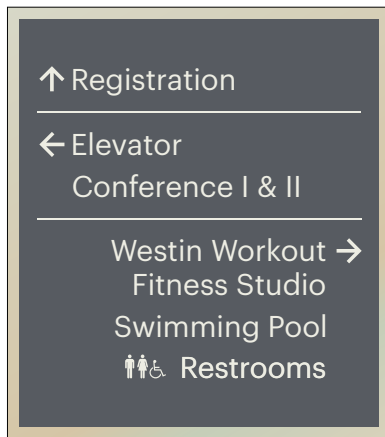 ↑ Registration
← Elevator
Conference I & II
Westin Workout →
Fitness Studio
Swimming Pool
Restrooms